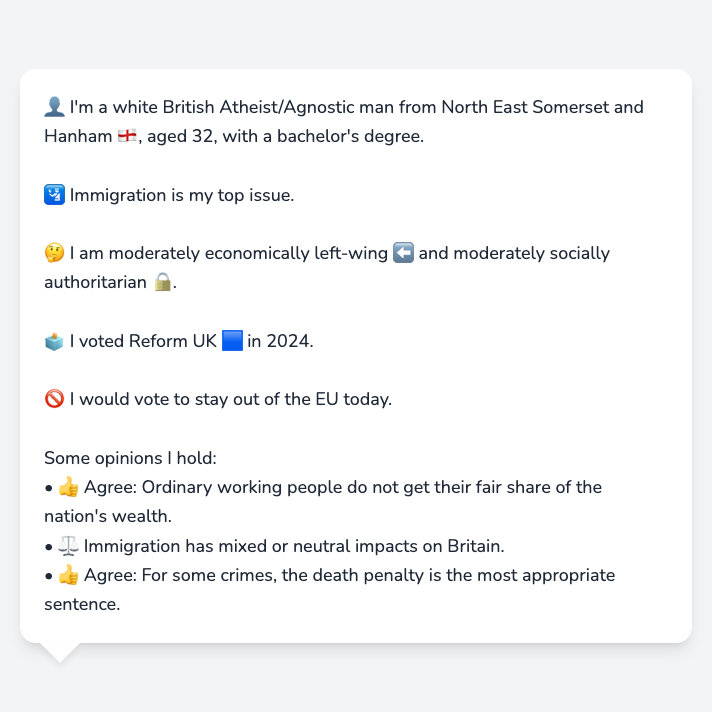 👤 I'm a white British Atheist/Agnostic man from North East Somerset and
Hanham 🏴󠁧󠁢󠁥󠁮󠁧󠁿, aged 32, with a bachelor's degree.
🛂 Immigration is my top issue.
🤔 I am moderately economically left-wing ⬅️ and moderately socially
authoritarian 🔒.
🗳️ I voted Reform UK 🟦 in 2024.
🚫 I would vote to stay out of the EU today.
Some opinions I hold:
• 👍 Agree: Ordinary working people do not get their fair share of the
nation's wealth.
• ⚖️ Immigration has mixed or neutral impacts on Britain.
• 👍 Agree: For some crimes, the death penalty is the most appropriate
sentence.